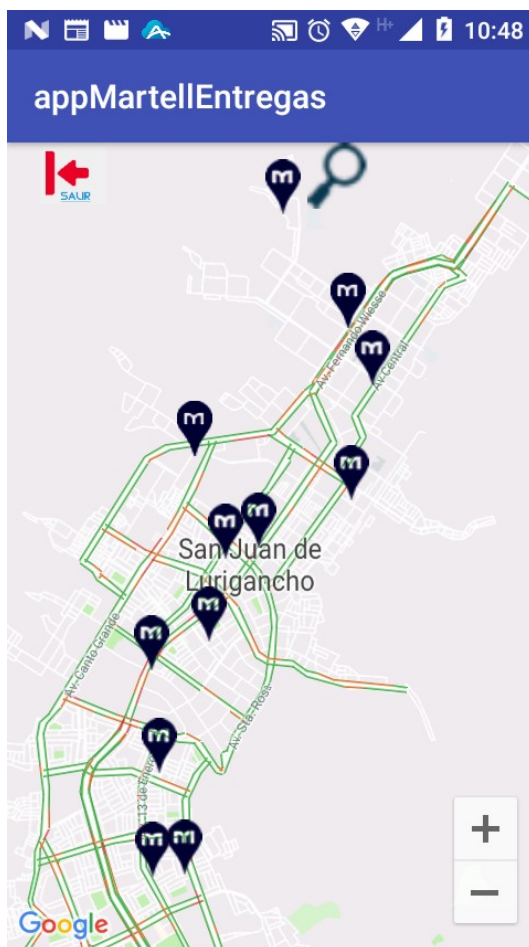 H+ 10:48
appMartellEntregas
SALIR
m
m
Av. Fernando Wiesse
m
Av. Central
m
m
m
m
San Juan de
Lurigancho
m
m
Av. Canto Grande
Av. Sta. Rosa
m
13 de Enero
m
m
+
−
Google